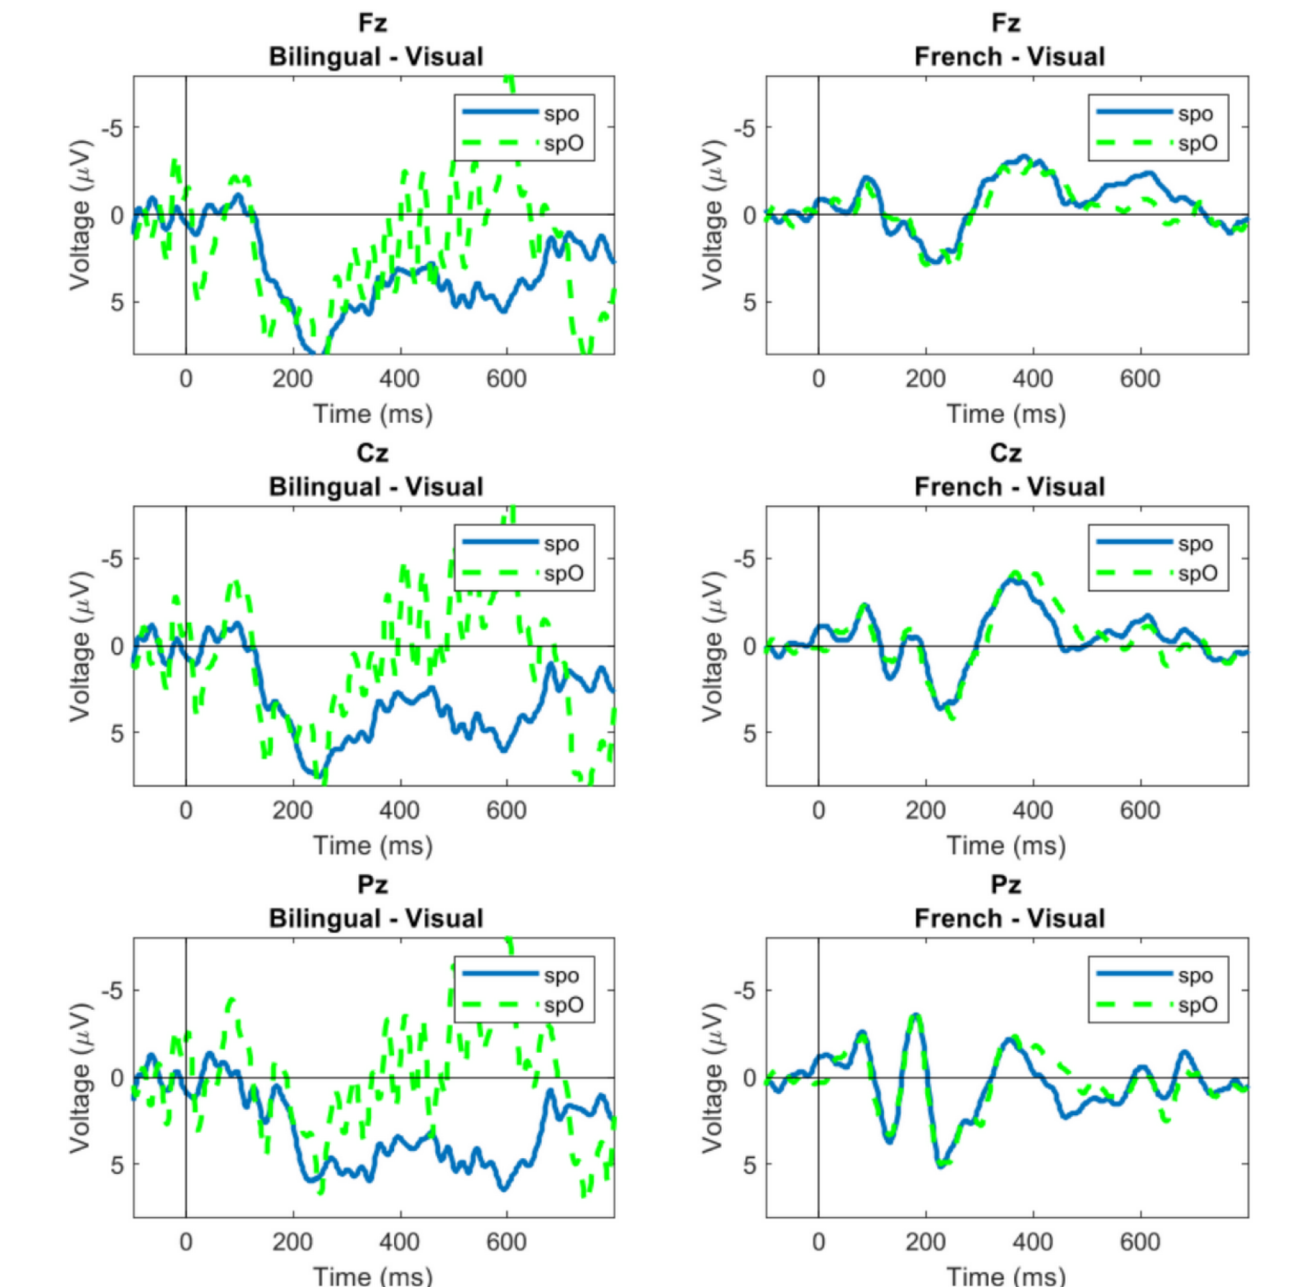 Fz
Bilingual - Visual
spo
spO
-5
0
5
Voltage (μV)
0 200 400 600
Time (ms)
Fz
French - Visual
spo
spO
-5
0
5
Voltage (μV)
0 200 400 600
Time (ms)
Cz
Bilingual - Visual
spo
spO
-5
0
5
Voltage (μV)
0 200 400 600
Time (ms)
Cz
French - Visual
spo
spO
-5
0
5
Voltage (μV)
0 200 400 600
Time (ms)
Pz
Bilingual - Visual
spo
spO
-5
0
5
Voltage (μV)
0 200 400 600
Time (ms)
Pz
French - Visual
spo
spO
-5
0
5
Voltage (μV)
0 200 400 600
Time (ms)